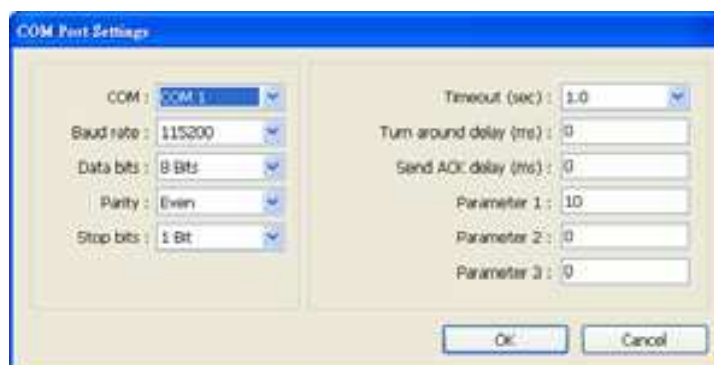 COM Port Settings
COM : COM 1
Baud rate : 115200
Data bits : 8 Bits
Parity : Even
Stop bits : 1 Bit
Timeout (sec) : 1.0
Turn around delay (ms) : 0
Send ACK delay (ms) : 0
Parameter 1 : 10
Parameter 2 : 0
Parameter 3 : 0
OK
Cancel